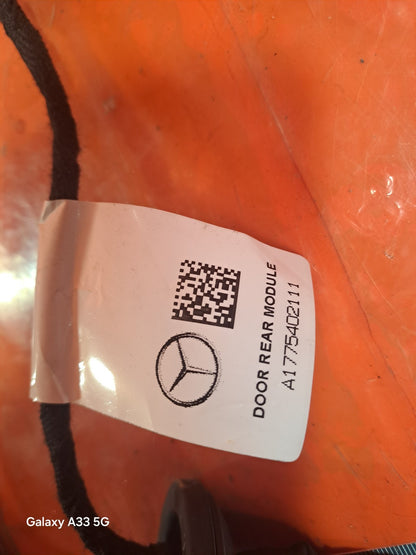 DOOR REAR MODULE
A1775402111
Galaxy A33 5G